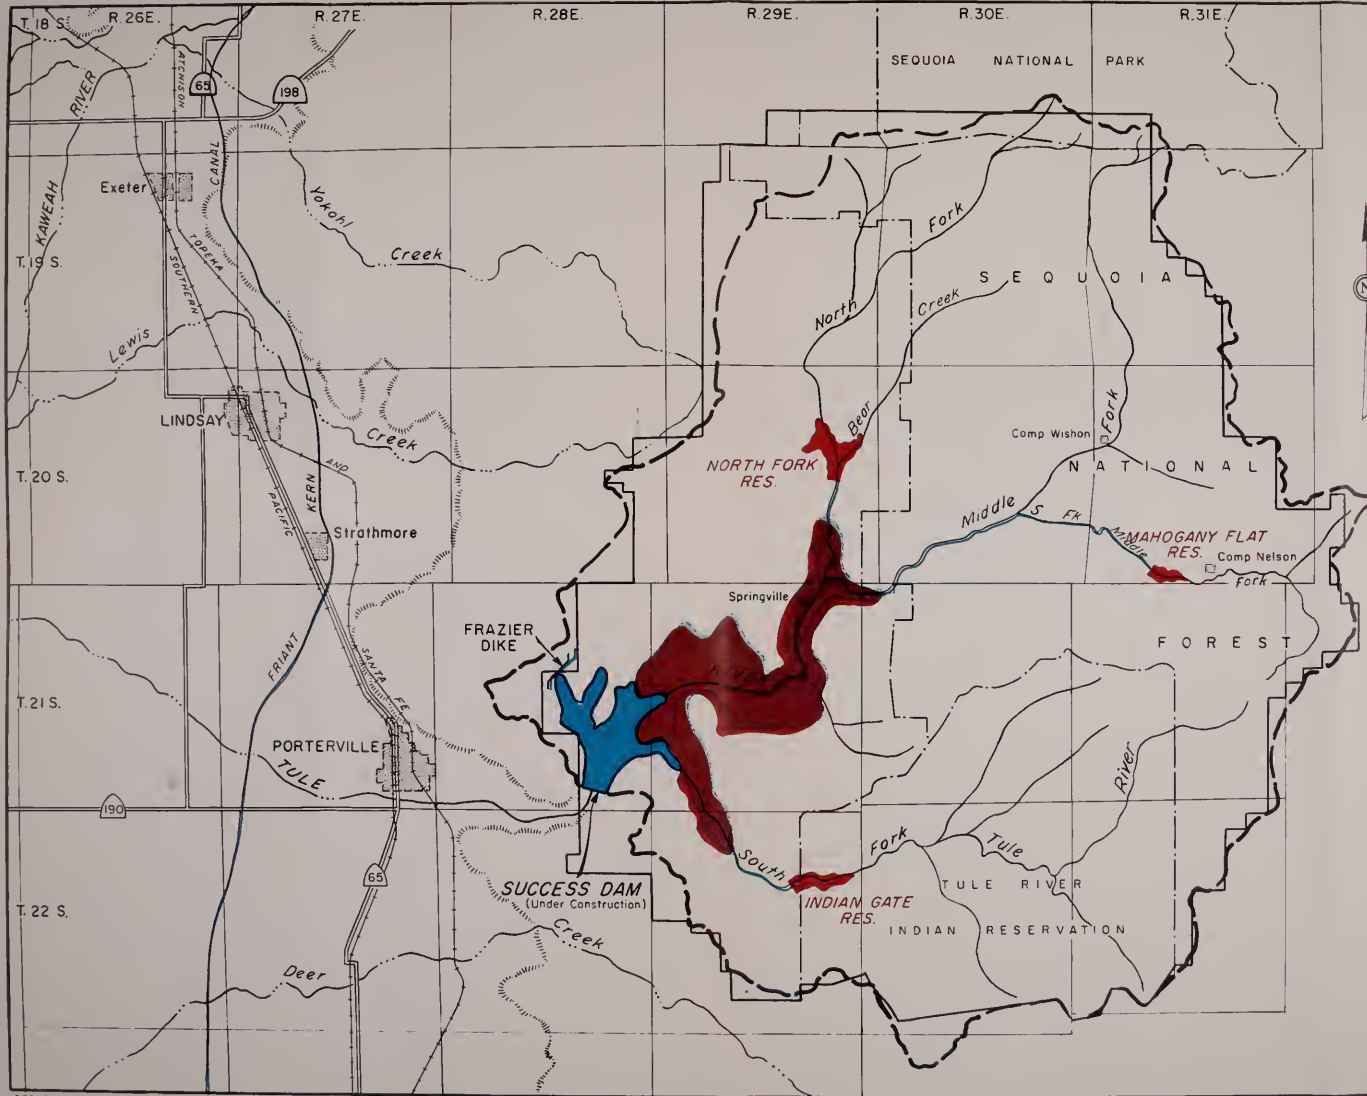 R.26E.
R.27E.
R.28E.
R.29E.
R.30E.
R.31E.
T.18 S.
SEQUOIA NATIONAL PARK
65
198
ATCHISON
KAWEAH RIVER
CANAL
Exeter
Yokohl
Creek
TOPEKA
SOUTHERN
T.19 S.
North Fork
Creek
SEQUOIA
N
Lewis
Creek
LINDSAY
AND
T.20 S.
PACIFIC
KERN
Strathmore
Bear
NORTH FORK
RES.
Camp Wishon
Fork
NATIONAL
Middle
S Fk
Middle
MAHOGANY FLAT
RES.
Camp Nelson
Fork
Springville
FOREST
FRAZIER
DIKE
FRIANT
SANTA FE
RIVER
T.21 S.
PORTERVILLE
TULE
River
190
65
South
Fork
Tule
SUCCESS DAM
(Under Construction)
INDIAN GATE
RES.
TULE RIVER
INDIAN RESERVATION
T.22 S.
Creek
Deer